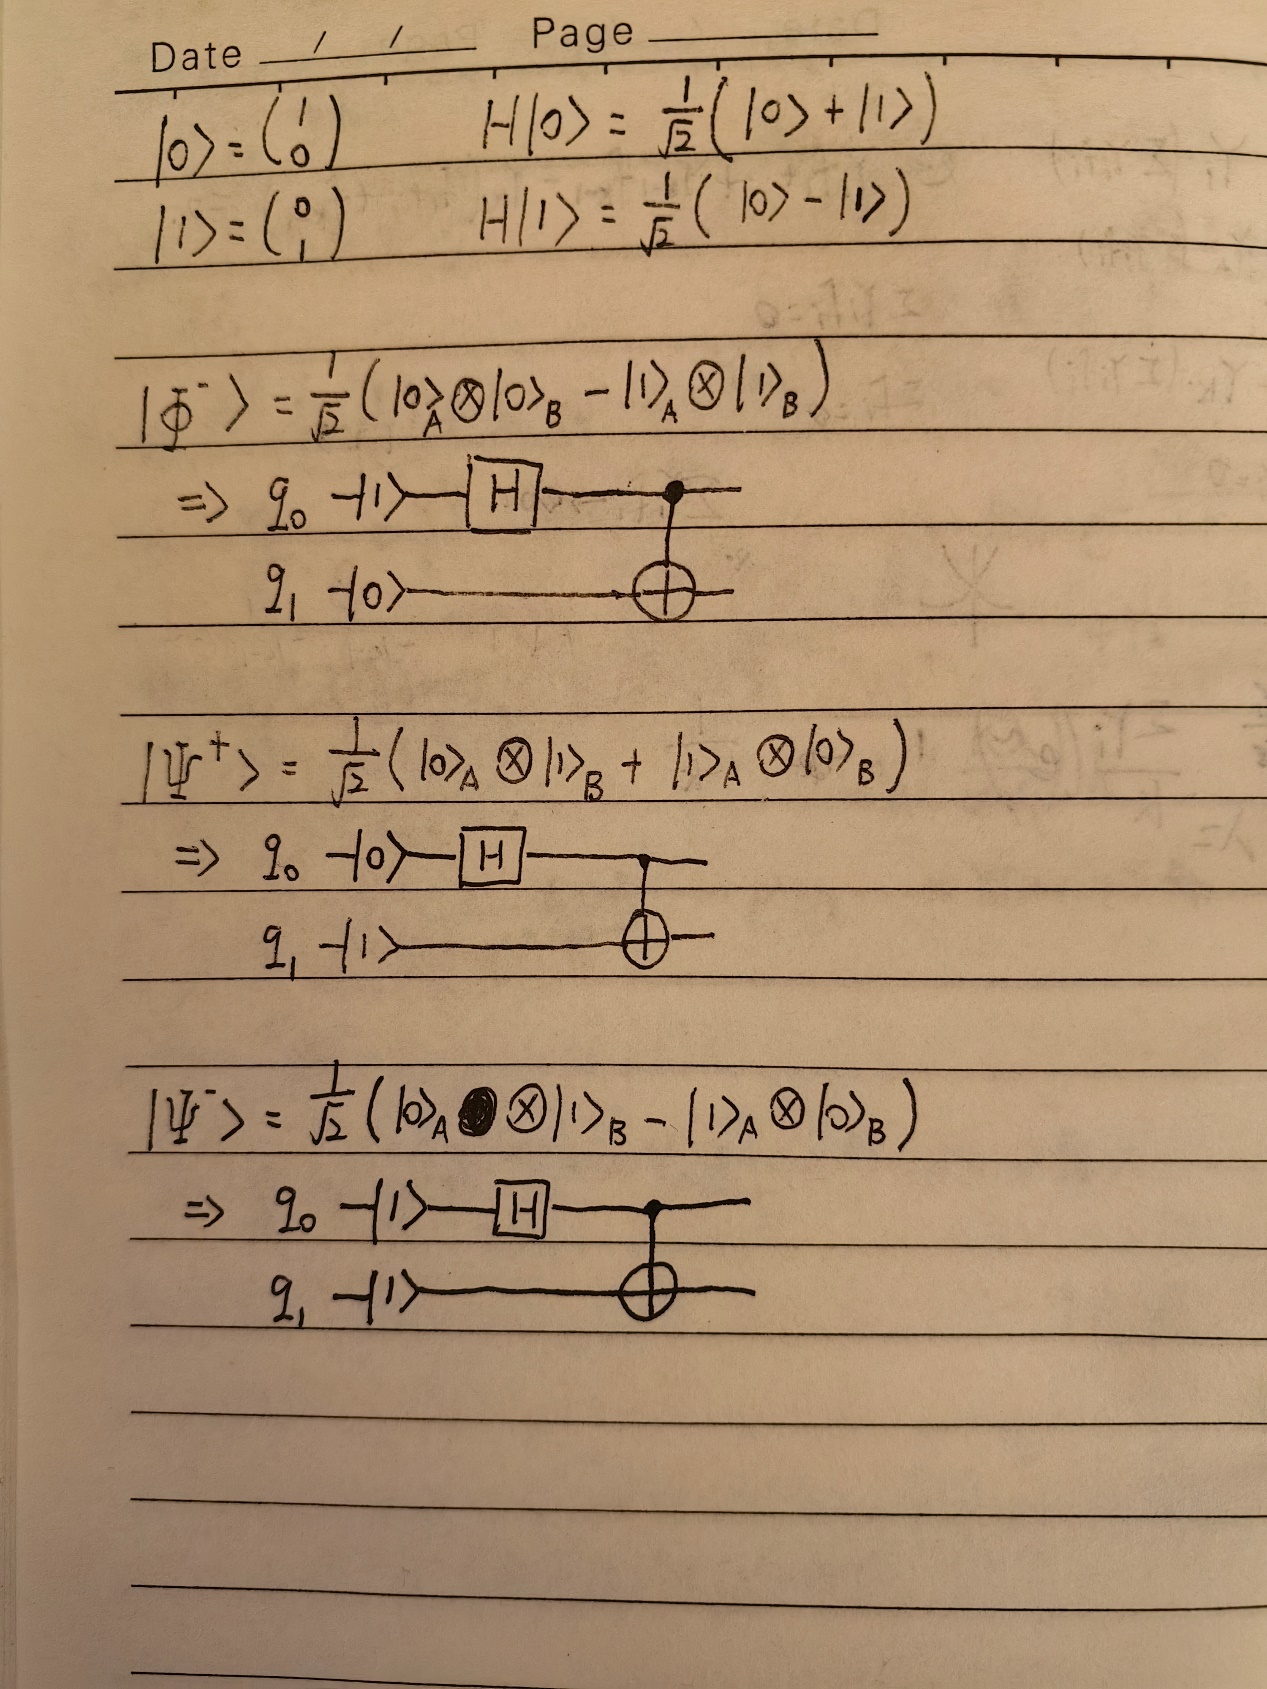 Date / / Page
|0> = (1 0) H|0> = 1/√2 (|0> + |1>)
|1> = (0 1) H|1> = 1/√2 (|0> - |1>)
|Φ⁻> = 1/√2 (|0>_A ⊗ |0>_B - |1>_A ⊗ |1>_B)
=> q₀ -|1> H
q₁ -|0>
|Ψ⁺> = 1/√2 (|0>_A ⊗ |1>_B + |1>_A ⊗ |0>_B)
=> q₀ -|0> H
q₁ -|1>
|Ψ⁻> = 1/√2 (|0>_A ⊗ |1>_B - |1>_A ⊗ |0>_B)
=> q₀ -|1> H
q₁ -|1>